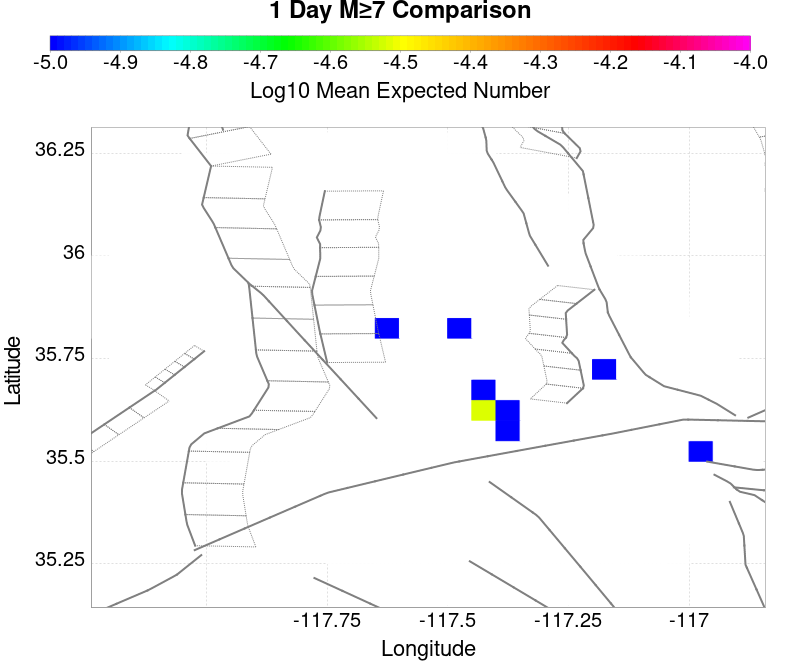 1 Day M≥7 Comparison
-5.0 -4.9 -4.8 -4.7 -4.6 -4.5 -4.4 -4.3 -4.2 -4.1 -4.0
Log10 Mean Expected Number
36.25
36
35.75
35.5
35.25
Latitude
-117.75 -117.5 -117.25 -117
Longitude